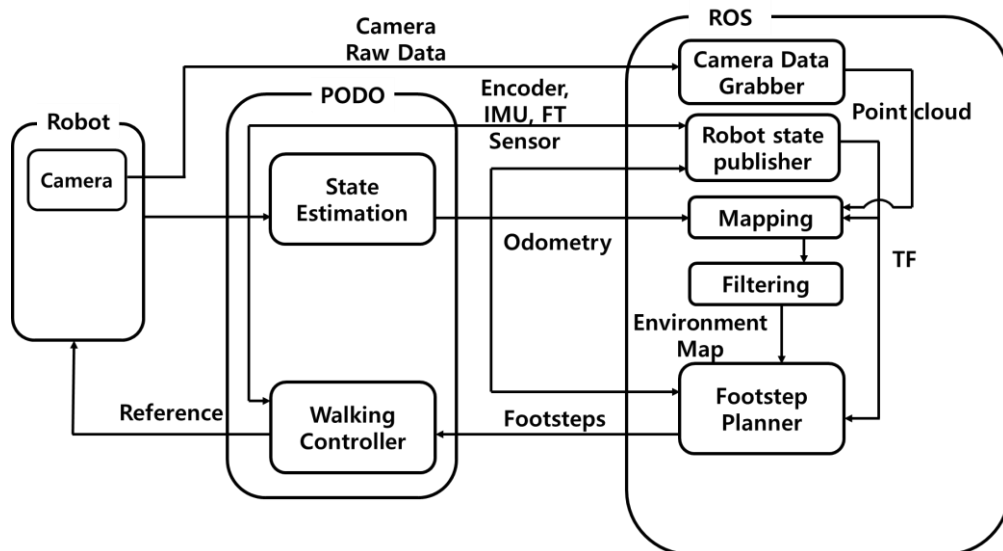 Camera
Raw Data
ROS
Camera Data
Grabber
PODO
Encoder,
IMU, FT
Sensor
Point cloud
Robot
Camera
Robot state
publisher
State
Estimation
Mapping
Odometry
TF
Filtering
Environment
Map
Reference
Walking
Controller
Footsteps
Footstep
Planner